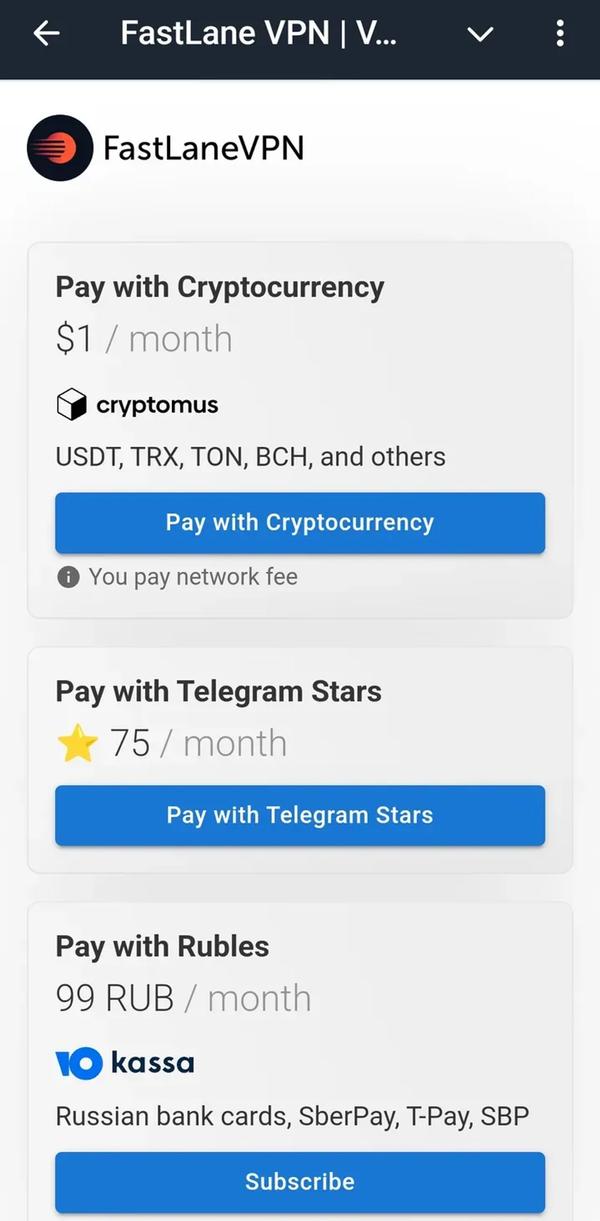 FastLane VPN | V...
FastLaneVPN
Pay with Cryptocurrency
$1 / month
cryptomus
USDT, TRX, TON, BCH, and others
Pay with Cryptocurrency
You pay network fee
Pay with Telegram Stars
⭐ 75 / month
Pay with Telegram Stars
Pay with Rubles
99 RUB / month
ЮKassa
Russian bank cards, SberPay, T-Pay, SBP
Subscribe